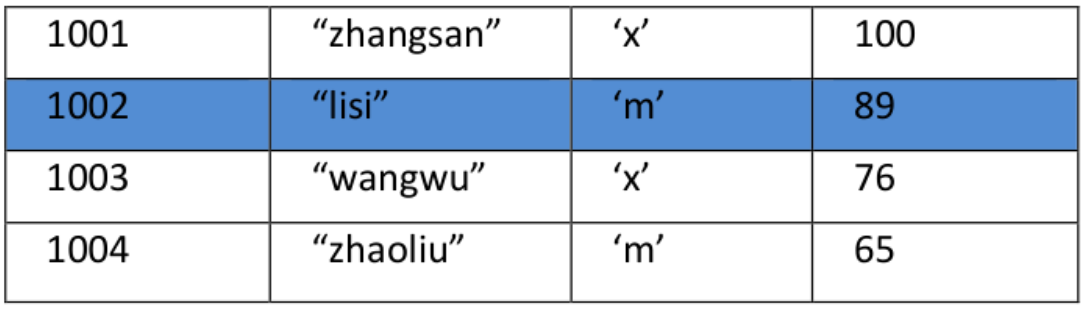 1001 “zhangsan” ‘x’ 100
1002 “lisi” ‘m’ 89
1003 “wangwu” ‘x’ 76
1004 “zhaoliu” ‘m’ 65